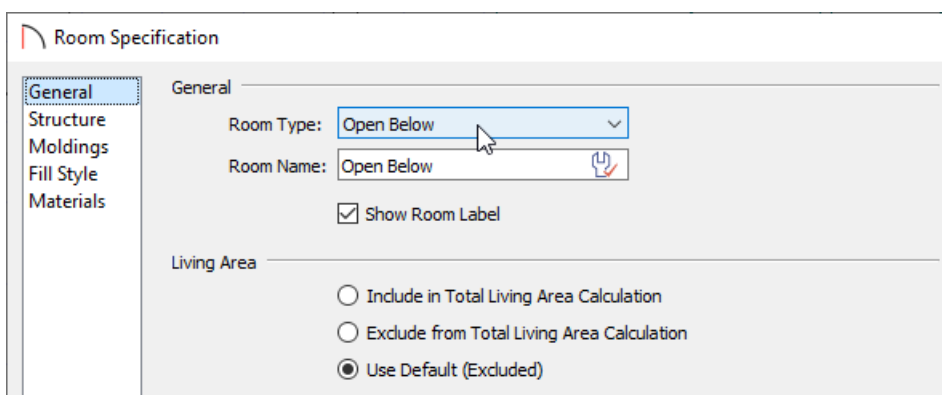 Room Specification
General
Structure
Moldings
Fill Style
Materials
General
Room Type: Open Below
Room Name: Open Below
Show Room Label
Living Area
Include in Total Living Area Calculation
Exclude from Total Living Area Calculation
Use Default (Excluded)